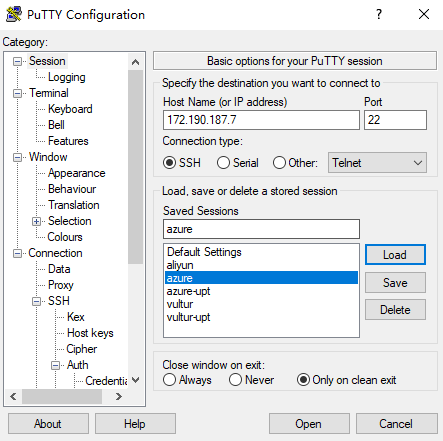 PuTTY Configuration
?
×
Category:
Session
Logging
Terminal
Keyboard
Bell
Features
Window
Appearance
Behaviour
Translation
Selection
Colours
Connection
Data
Proxy
SSH
Kex
Host keys
Cipher
Auth
Credentia
Basic options for your PuTTY session
Specify the destination you want to connect to
Host Name (or IP address) Port
172.190.187.7 22
Connection type:
SSH Serial Other: Telnet
Load, save or delete a stored session
Saved Sessions
azure
Default Settings
aliyun
azure
azure-upt
vultur
vultur-upt
Load
Save
Delete
Close window on exit:
Always Never Only on clean exit
About Help Open Cancel